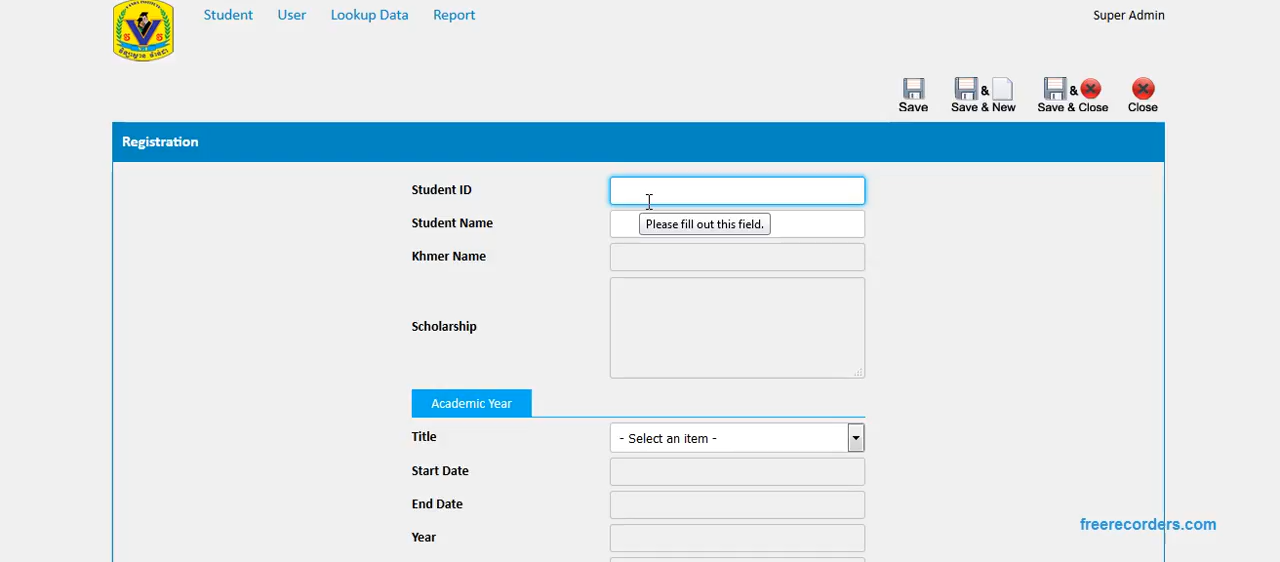 Student User Lookup Data Report
Super Admin
& & 
Save Save & New Save & Close Close
Registration
Student ID
Student Name
Please fill out this field.
Khmer Name
Scholarship
Academic Year
Title
- Select an item -
Start Date
End Date
Year
freerecorders.com